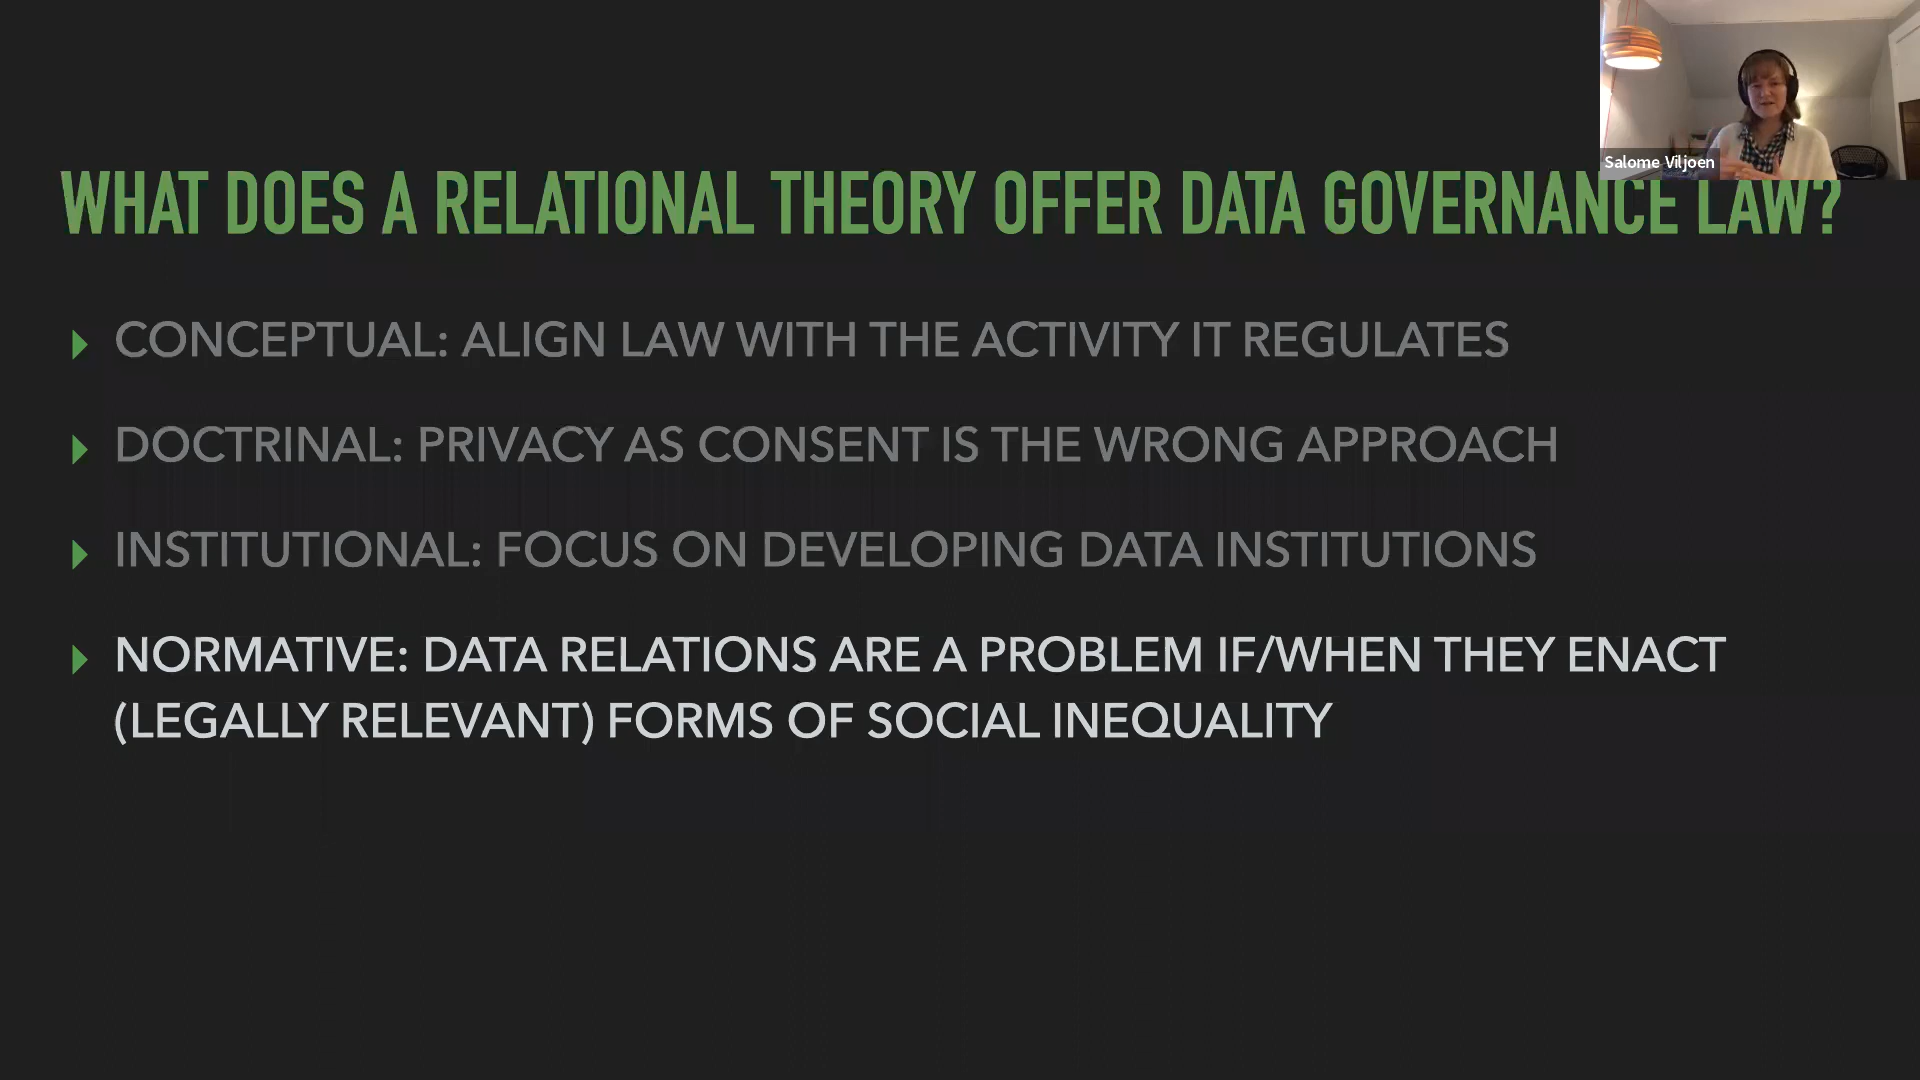 Salome Viljoen
WHAT DOES A RELATIONAL THEORY OFFER DATA GOVERNANCE LAW?
CONCEPTUAL: ALIGN LAW WITH THE ACTIVITY IT REGULATES
DOCTRINAL: PRIVACY AS CONSENT IS THE WRONG APPROACH
INSTITUTIONAL: FOCUS ON DEVELOPING DATA INSTITUTIONS
NORMATIVE: DATA RELATIONS ARE A PROBLEM IF/WHEN THEY ENACT
(LEGALLY RELEVANT) FORMS OF SOCIAL INEQUALITY